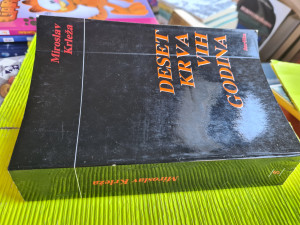 Miroslav
Krleža
DESET
KRVA
VIH
GODINA
Miroslav Krleža